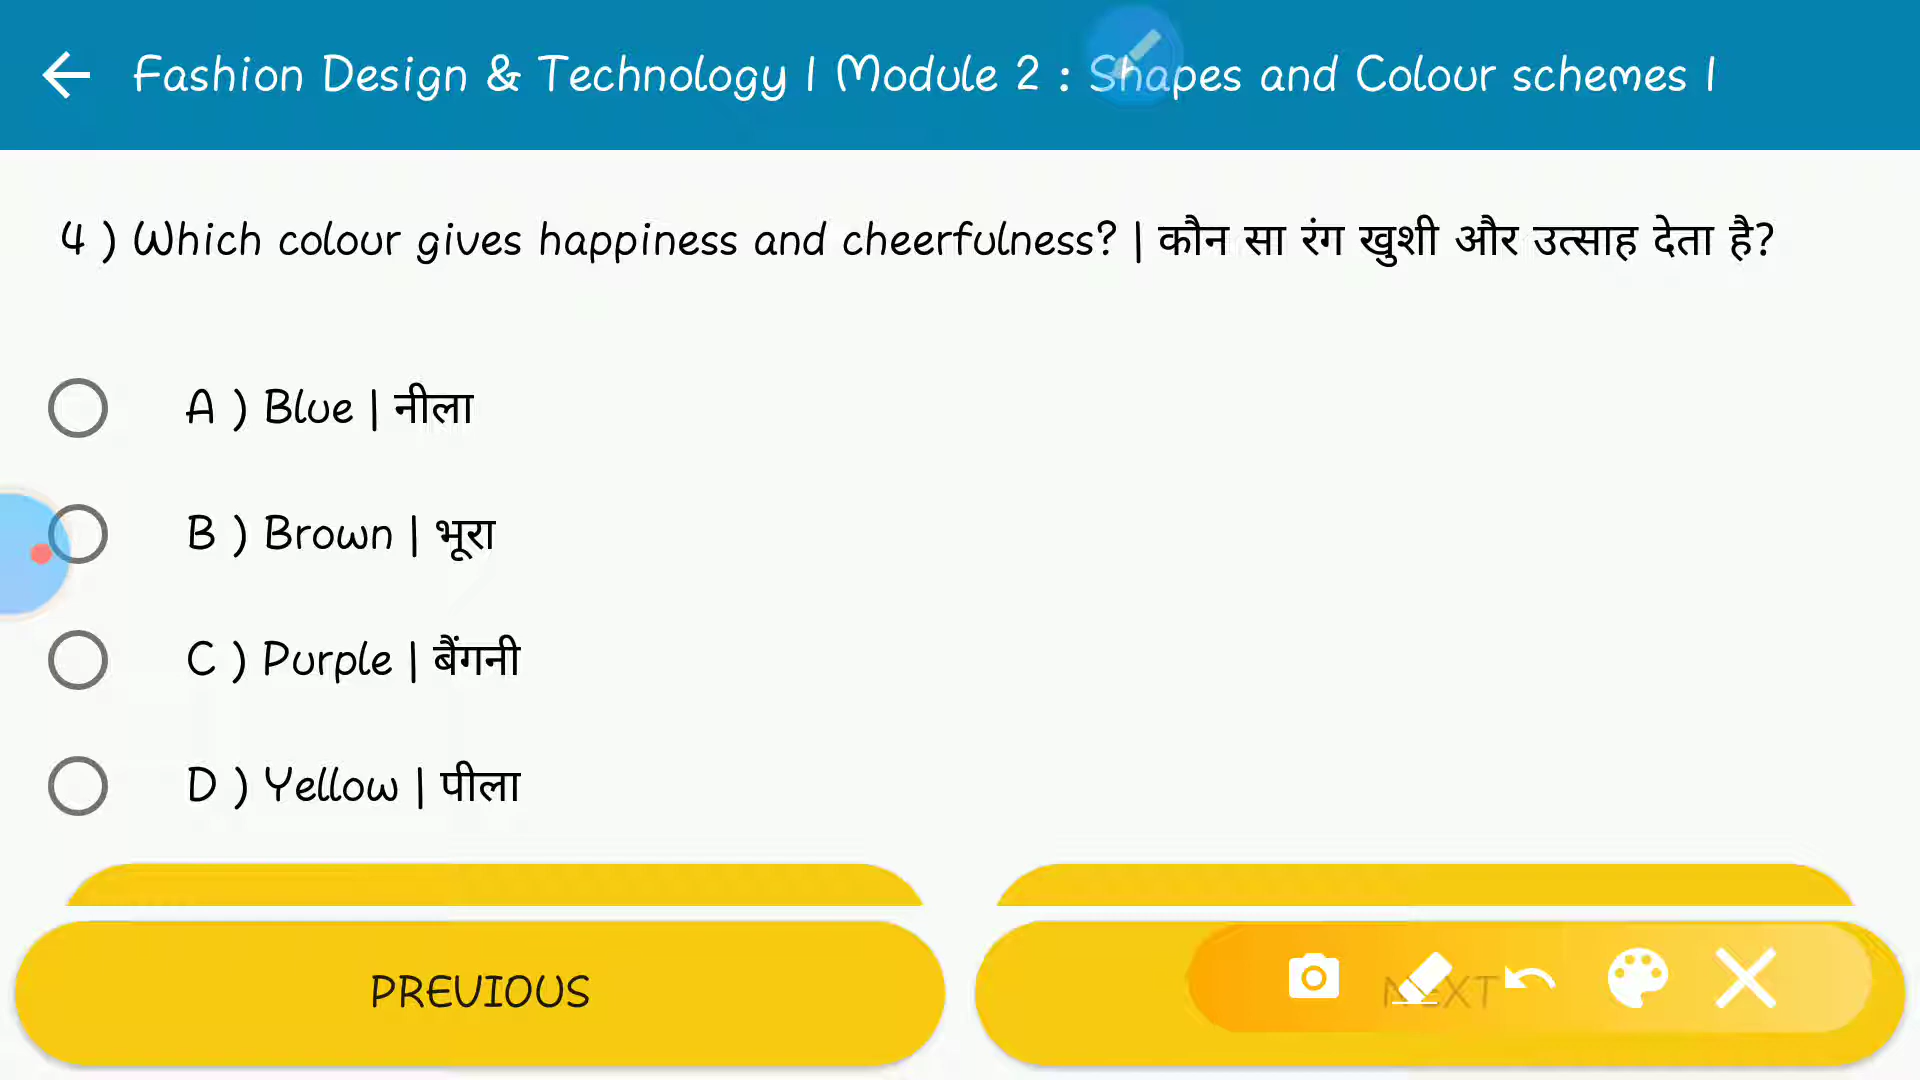 Fashion Design & Technology | Module 2 : Shapes and Colour schemes |
4 ) Which colour gives happiness and cheerfulness? | कौन सा रंग खुशी और उत्साह देता है?
A ) Blue | नीला
B ) Brown | भूरा
C ) Purple | बैंगनी
D ) Yellow | पीला
PREVIOUS
NEXT